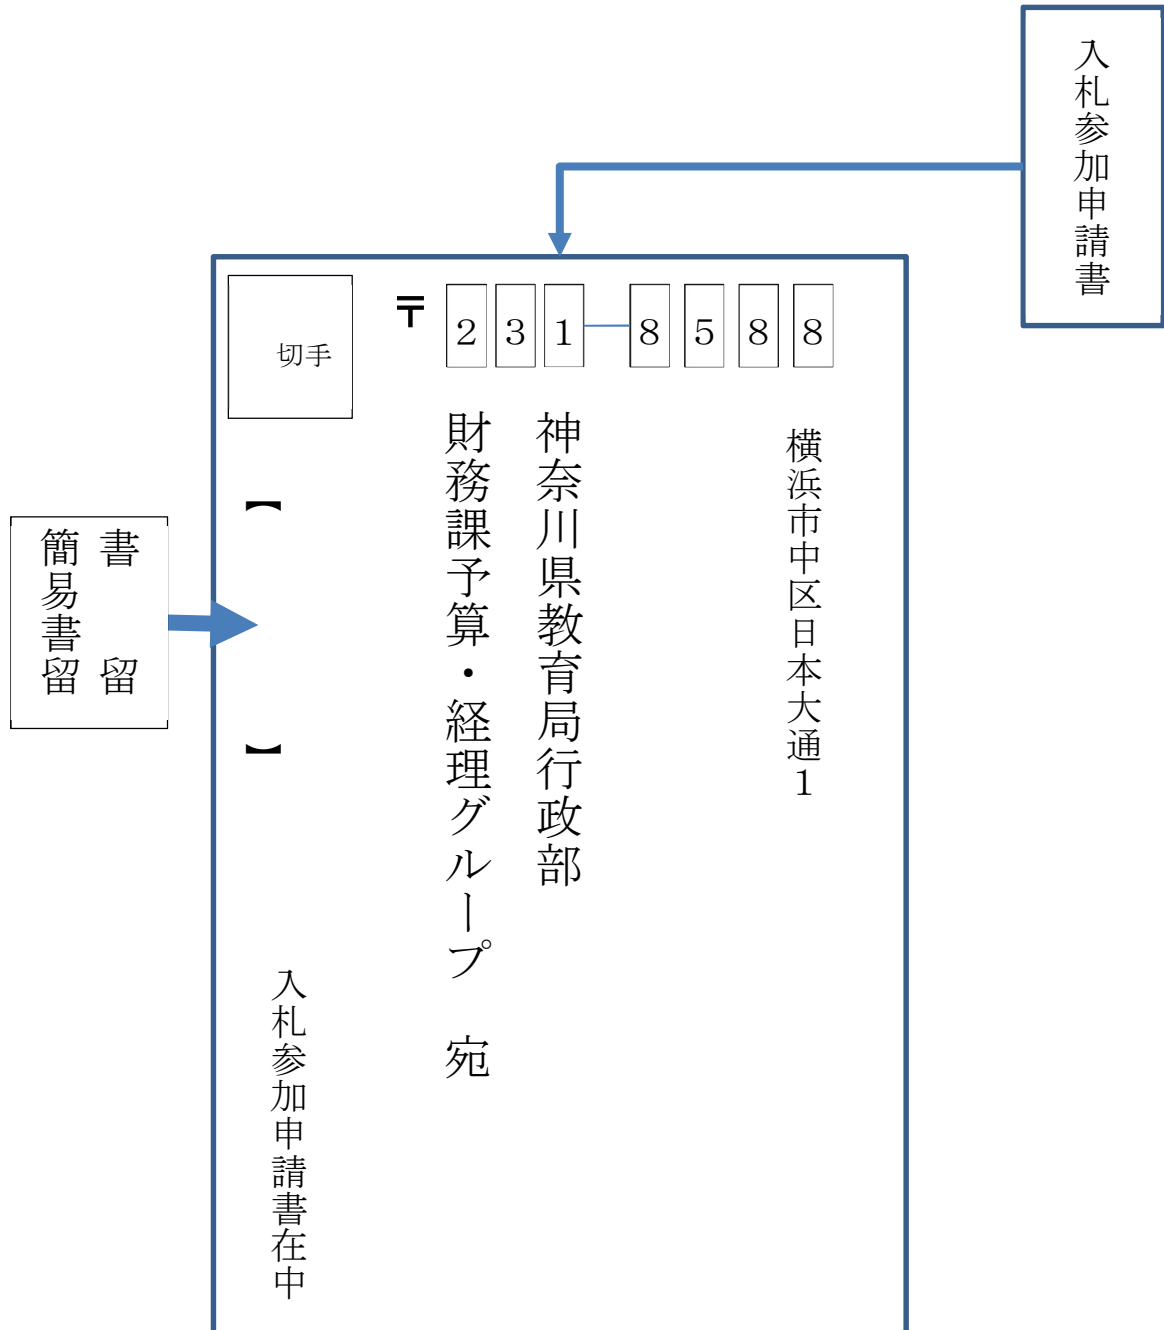 入札参加申請書
〒231-8588
横浜市中区日本大通1
神奈川県教育局行政部
財務課予算・経理グループ　宛
切手
【　　　】
入札参加申請書在中
書　留
簡易書留